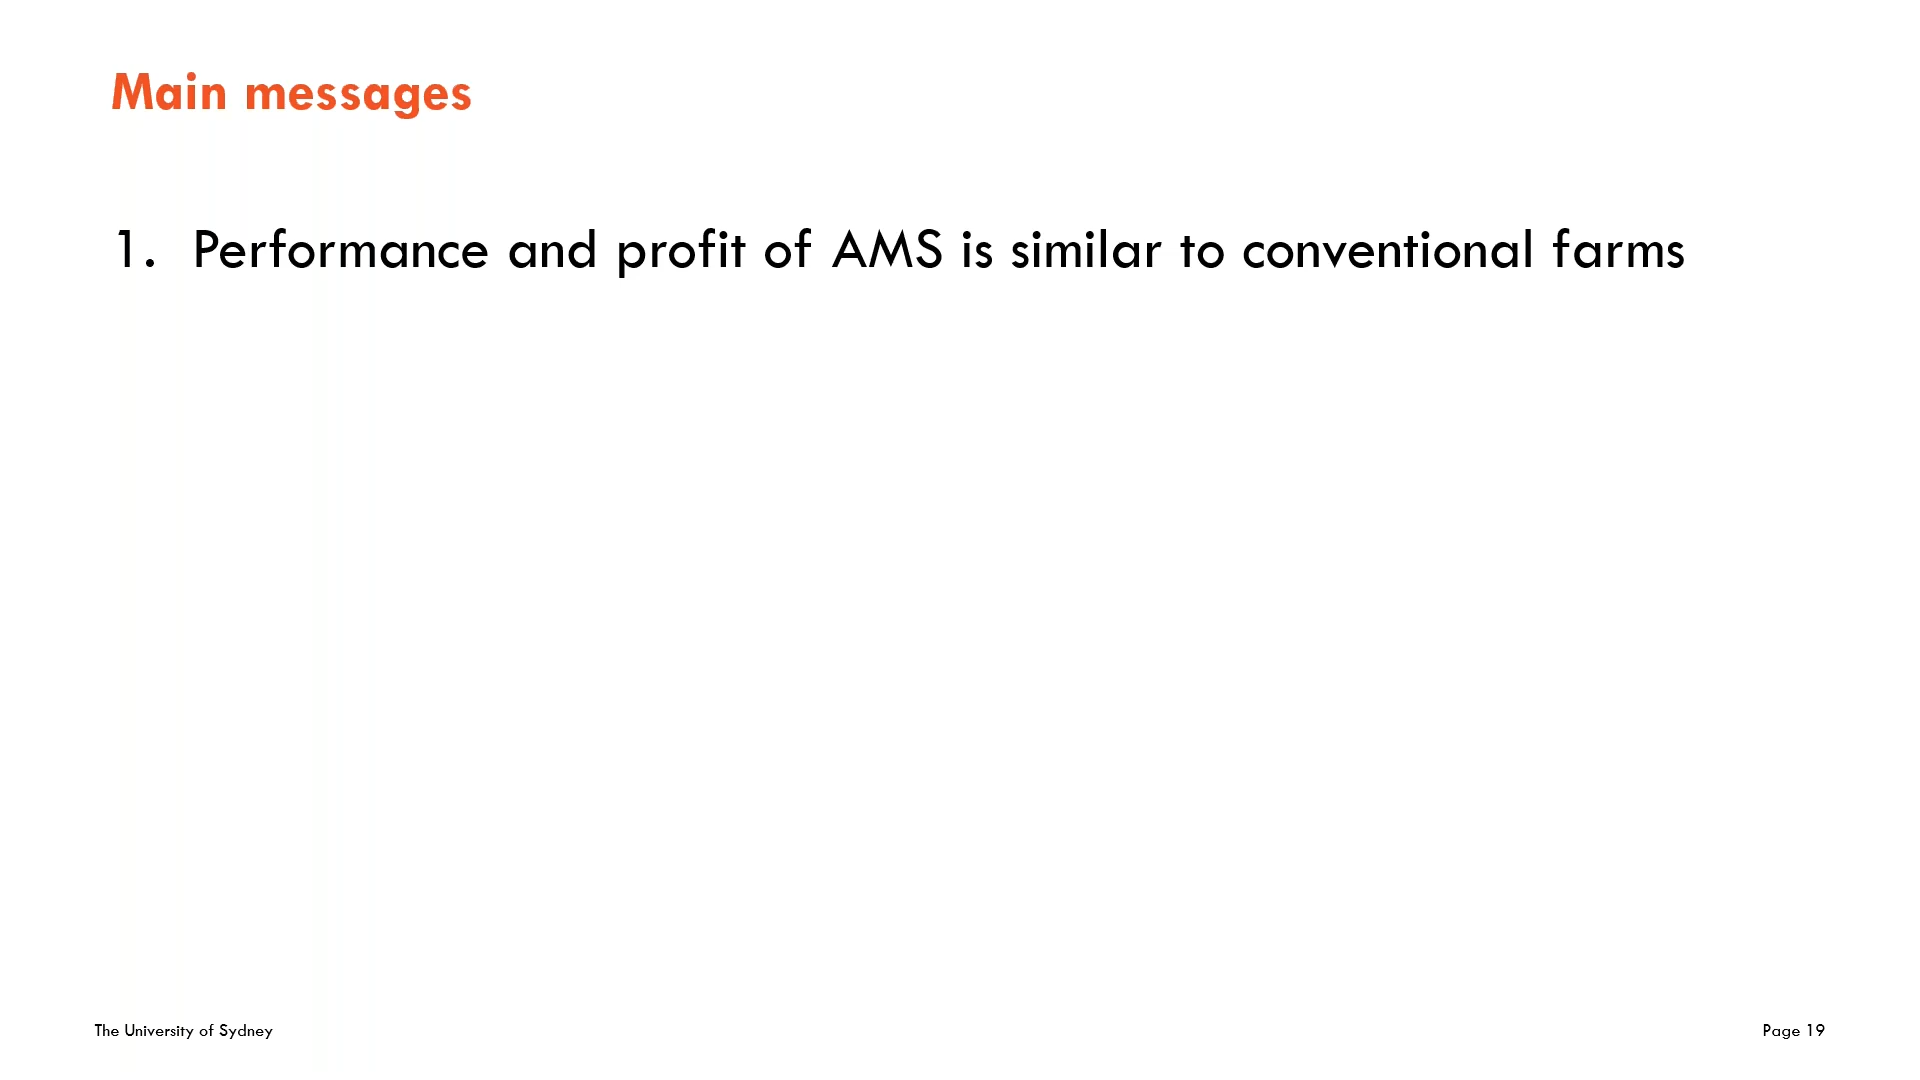 Main messages
1. Performance and profit of AMS is similar to conventional farms
The University of Sydney
Page 19